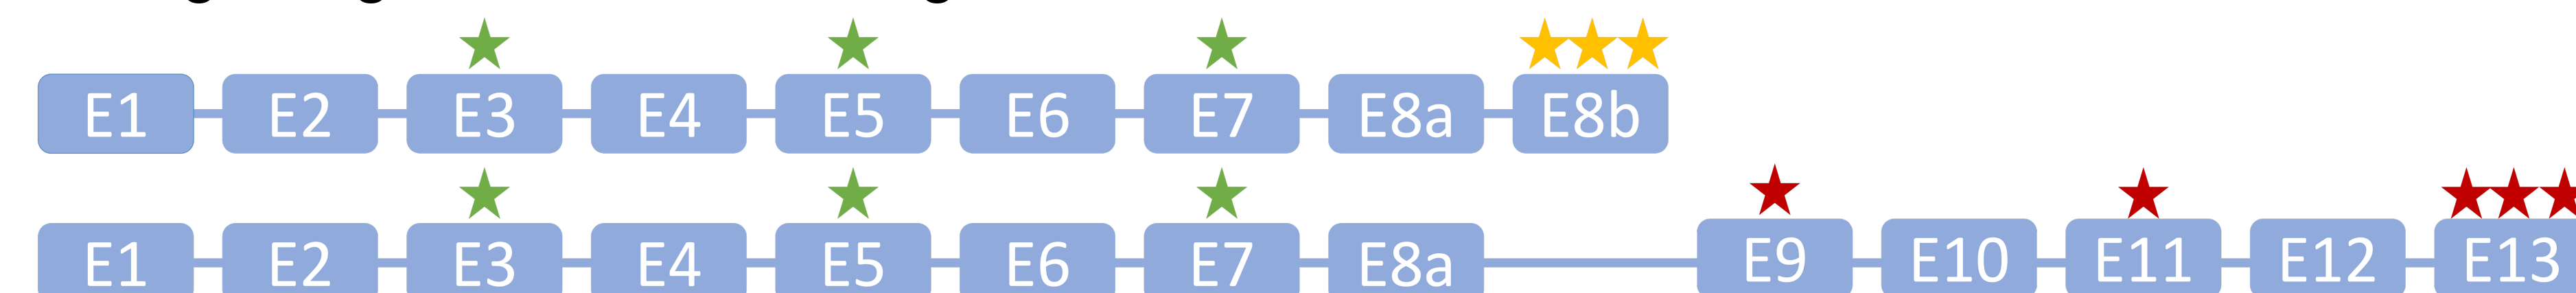 E1 E2 E3 E4 E5 E6 E7 E8a E8b
E1 E2 E3 E4 E5 E6 E7 E8a E9 E10 E11 E12 E13